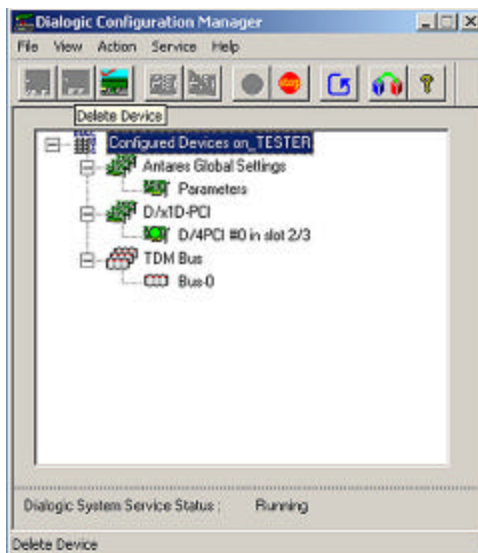 Dialogic Configuration Manager
File View Action Service Help
stop
Delete Device
Configured Devices on_TESTER
Antares Global Settings
Parameters
D/x1D-PCI
D/4PCI #0 in slot 2/3
TDM Bus
Bus-0
Dialogic System Service Status : Running
Delete Device